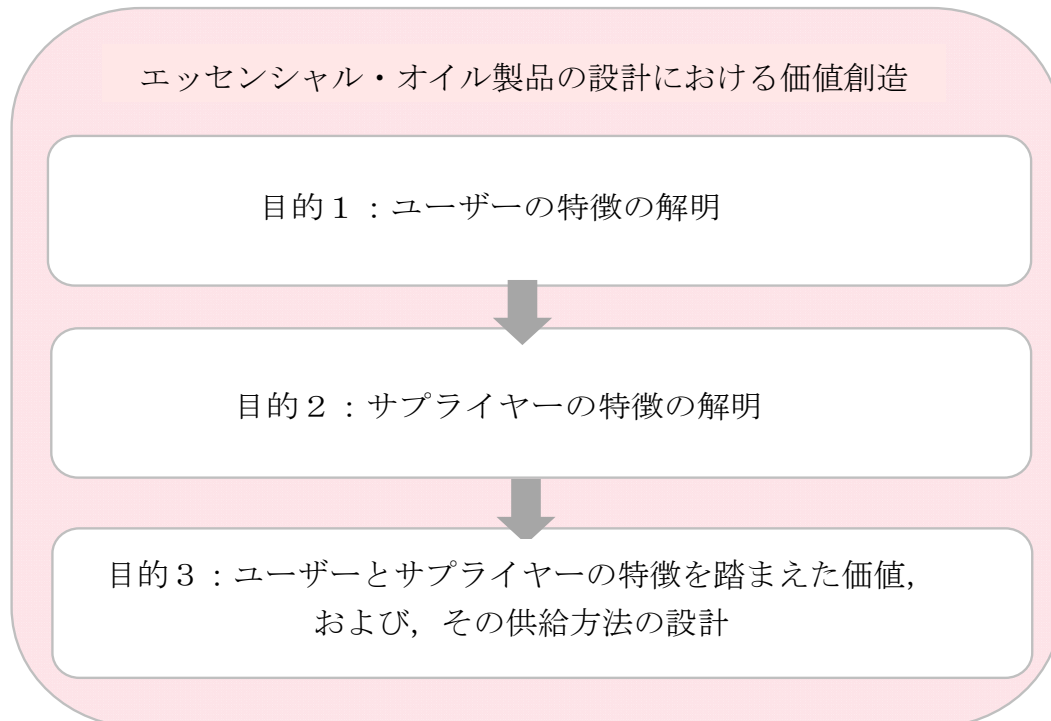 エッセンシャル・オイル製品の設計における価値創造
目的１：ユーザーの特徴の解明
目的２：サプライヤーの特徴の解明
目的３：ユーザーとサプライヤーの特徴を踏まえた価値，
および，その供給方法の設計